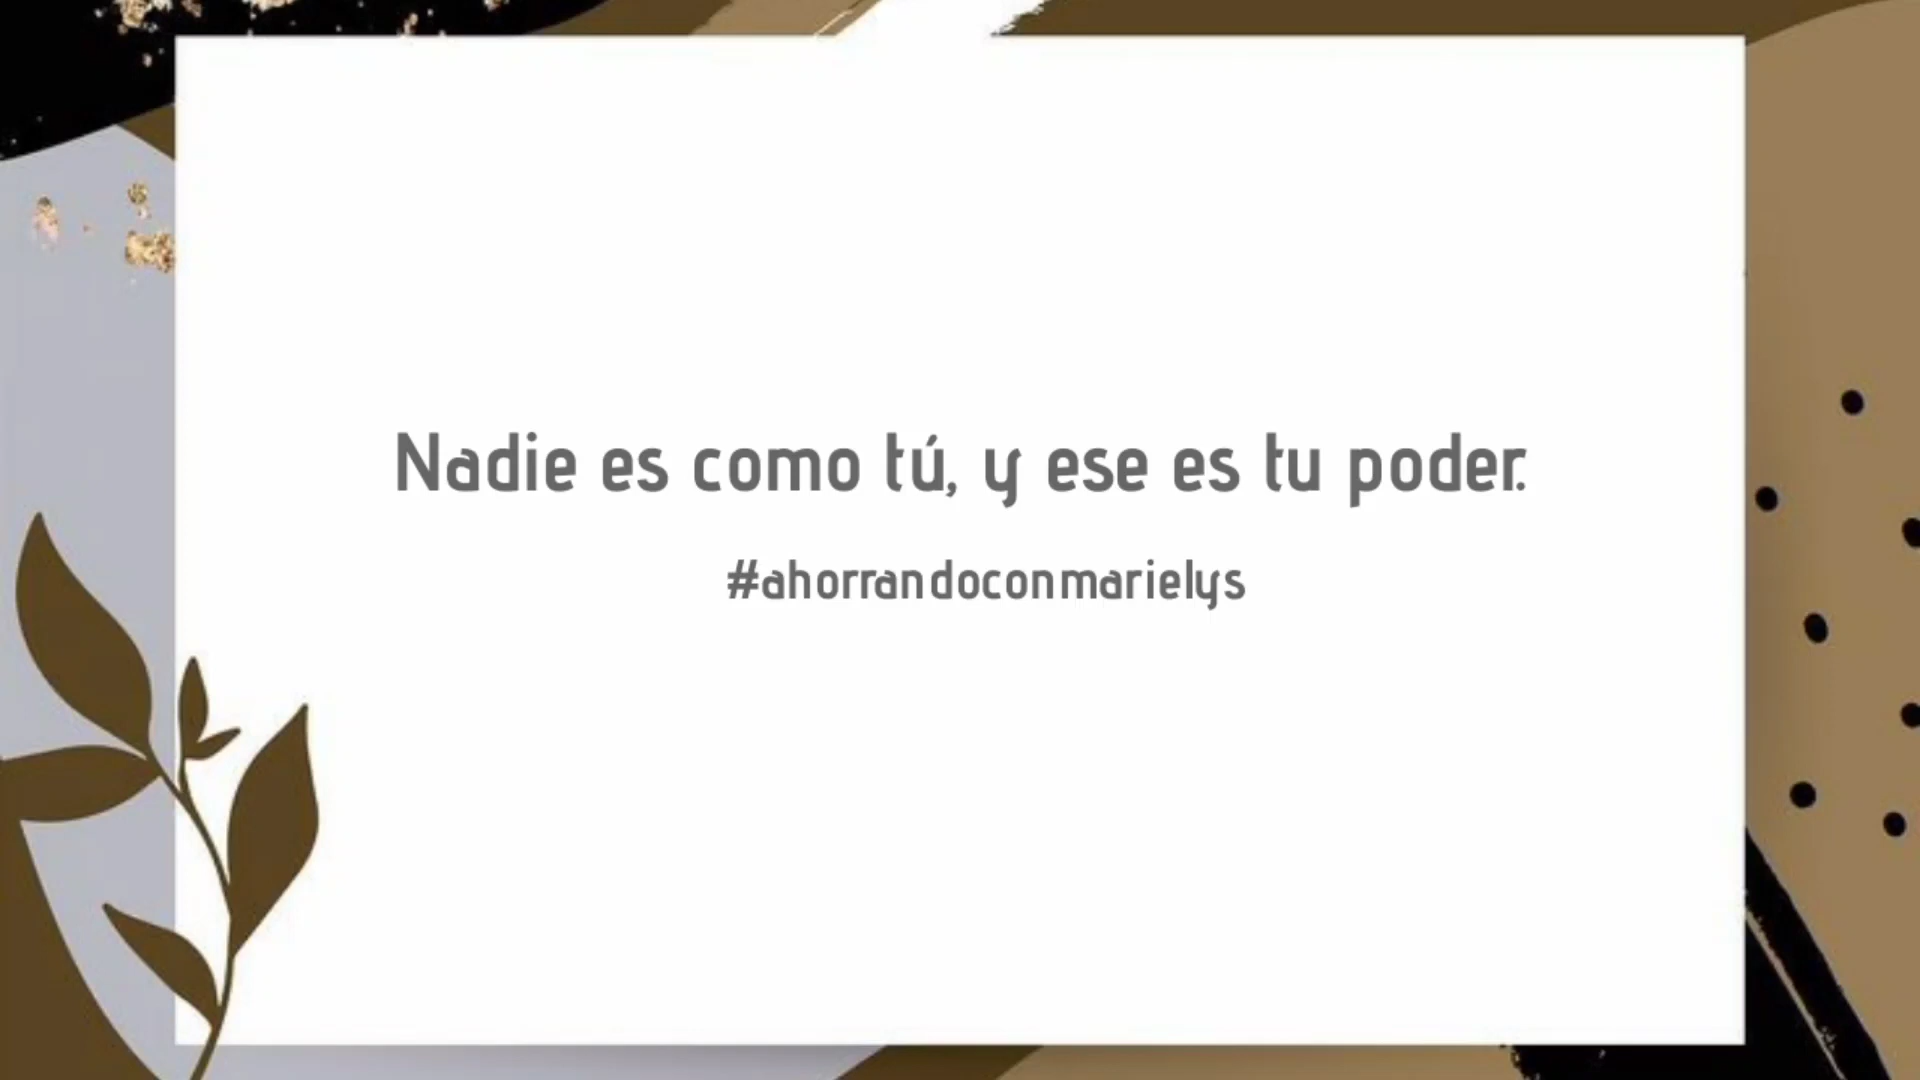 Nadie es como tú, y ese es tu poder.
#ahorrandoconmarielys